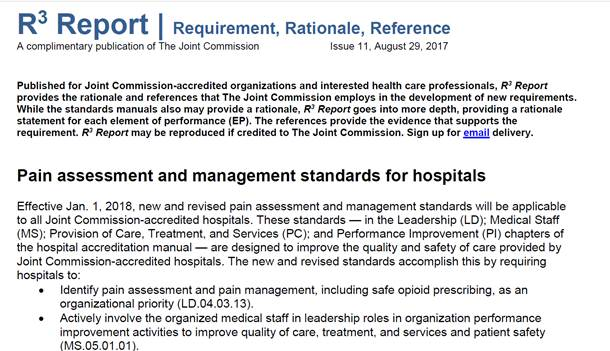 R³ Report | Requirement, Rationale, Reference
A complimentary publication of The Joint Commission Issue 11, August 29, 2017
Published for Joint Commission-accredited organizations and interested health care professionals, R³ Report
provides the rationale and references that The Joint Commission employs in the development of new requirements.
While the standards manuals also may provide a rationale, R³ Report goes into more depth, providing a rationale
statement for each element of performance (EP). The references provide the evidence that supports the
requirement. R³ Report may be reproduced if credited to The Joint Commission. Sign up for email delivery.
Pain assessment and management standards for hospitals
Effective Jan. 1, 2018, new and revised pain assessment and management standards will be applicable
to all Joint Commission-accredited hospitals. These standards — in the Leadership (LD); Medical Staff
(MS); Provision of Care, Treatment, and Services (PC); and Performance Improvement (PI) chapters of
the hospital accreditation manual — are designed to improve the quality and safety of care provided by
Joint Commission-accredited hospitals. The new and revised standards accomplish this by requiring
hospitals to:
• Identify pain assessment and pain management, including safe opioid prescribing, as an
organizational priority (LD.04.03.13).
• Actively involve the organized medical staff in leadership roles in organization performance
improvement activities to improve quality of care, treatment, and services and patient safety
(MS.05.01.01).